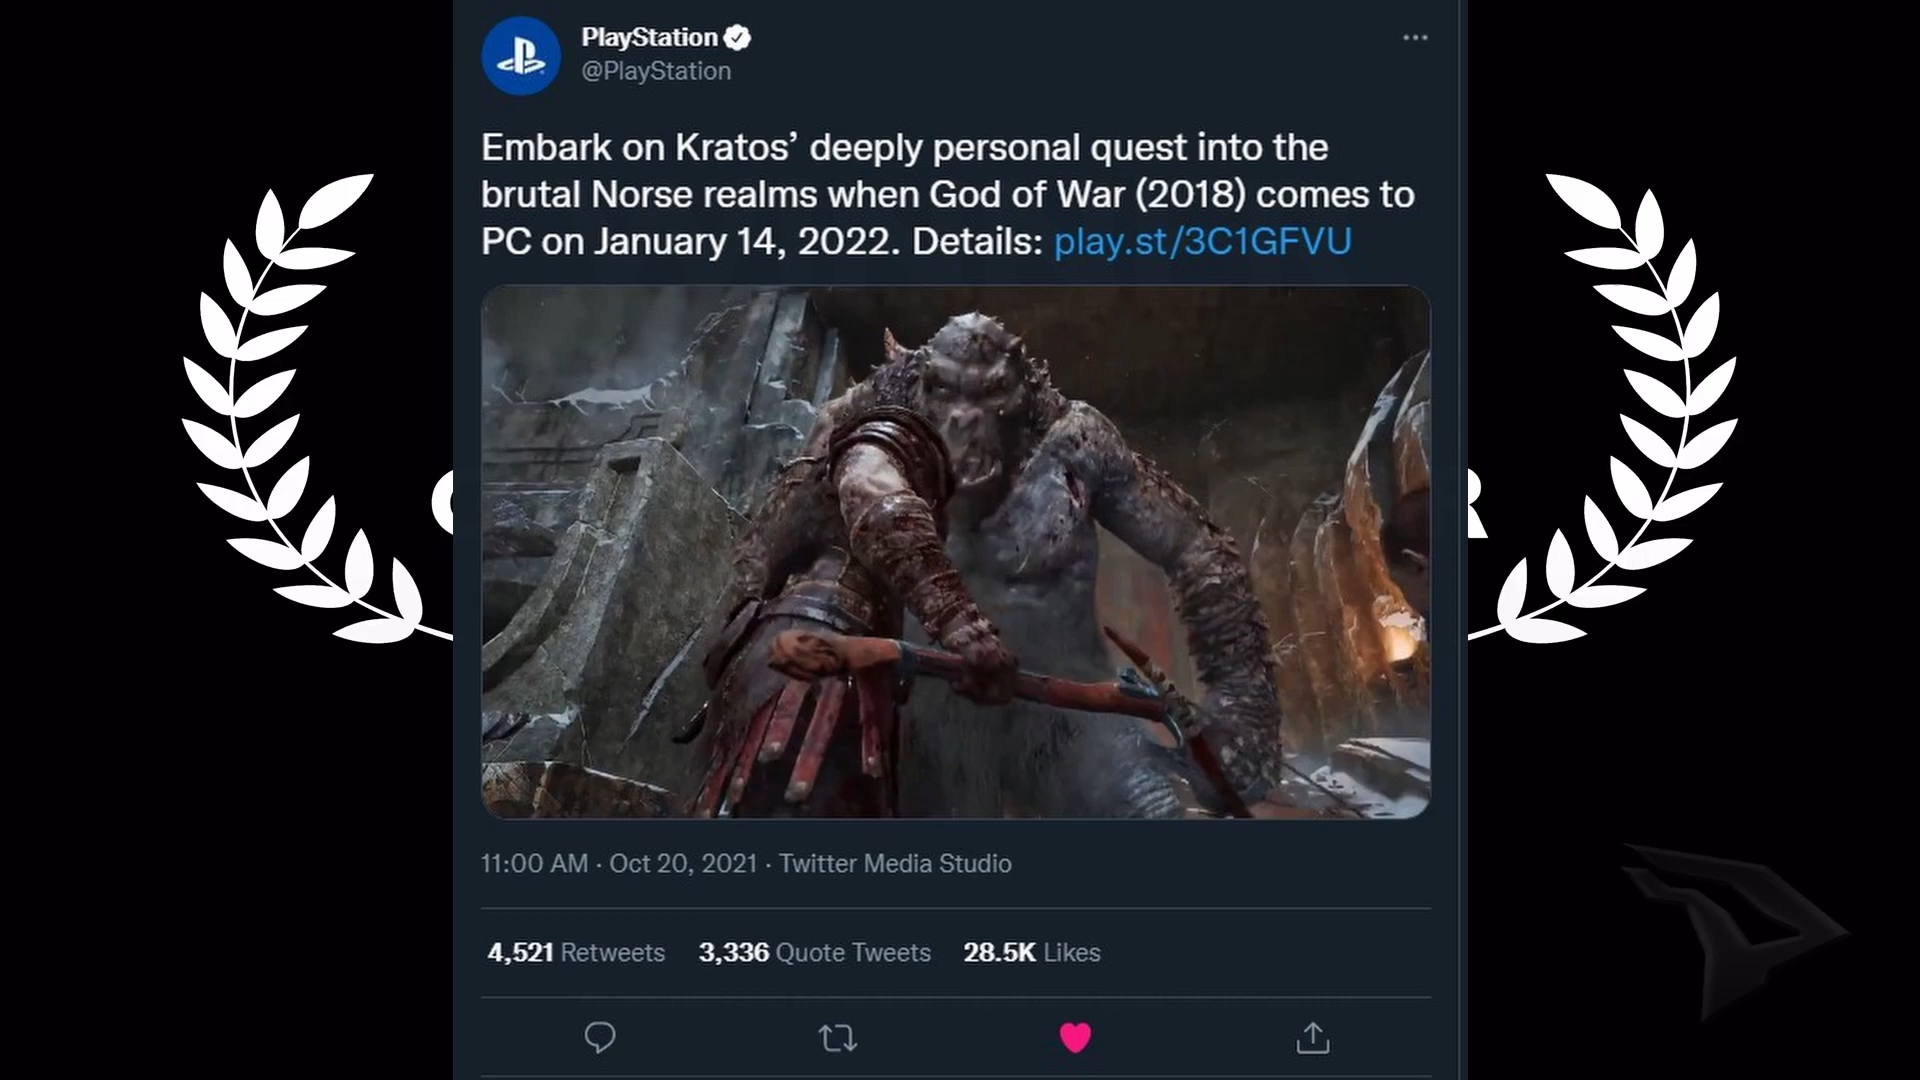 PlayStation
@PlayStation
Embark on Kratos’ deeply personal quest into the
brutal Norse realms when God of War (2018) comes to
PC on January 14, 2022. Details: play.st/3C1GFVU
11:00 AM · Oct 20, 2021 · Twitter Media Studio
4,521 Retweets 3,336 Quote Tweets 28.5K Likes